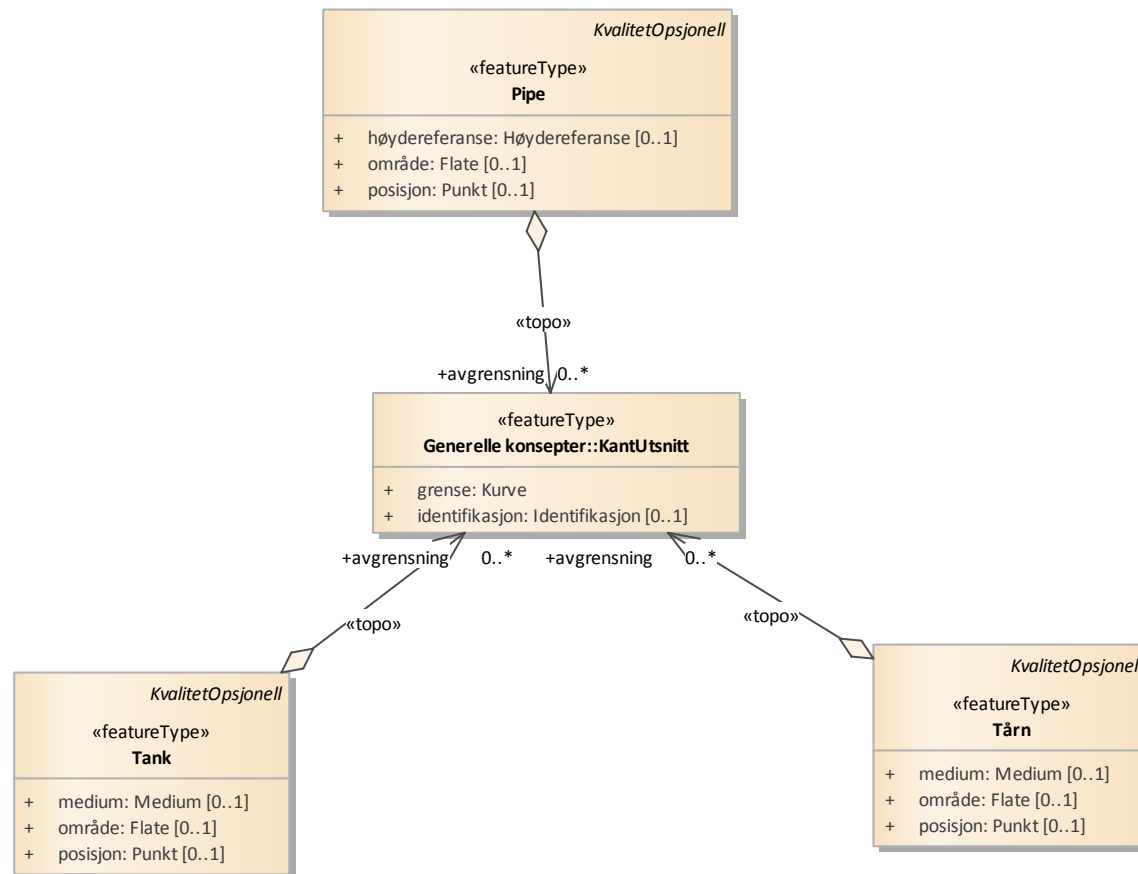 KvalitetOpsjonell
«featureType»
Pipe
+ høydereferanse: Høydereferanse [0..1]
+ område: Flate [0..1]
+ posisjon: Punkt [0..1]
«topo»
+avgrensning 0..*
«featureType»
Generelle konsepter::KantUtsnitt
+ grense: Kurve
+ identifikasjon: Identifikasjon [0..1]
+avgrensning 0..* +avgrensning 0..*
«topo»
«topo»
KvalitetOpsjonell
«featureType»
Tank
+ medium: Medium [0..1]
+ område: Flate [0..1]
+ posisjon: Punkt [0..1]
KvalitetOpsjonell
«featureType»
Tårn
+ medium: Medium [0..1]
+ område: Flate [0..1]
+ posisjon: Punkt [0..1]